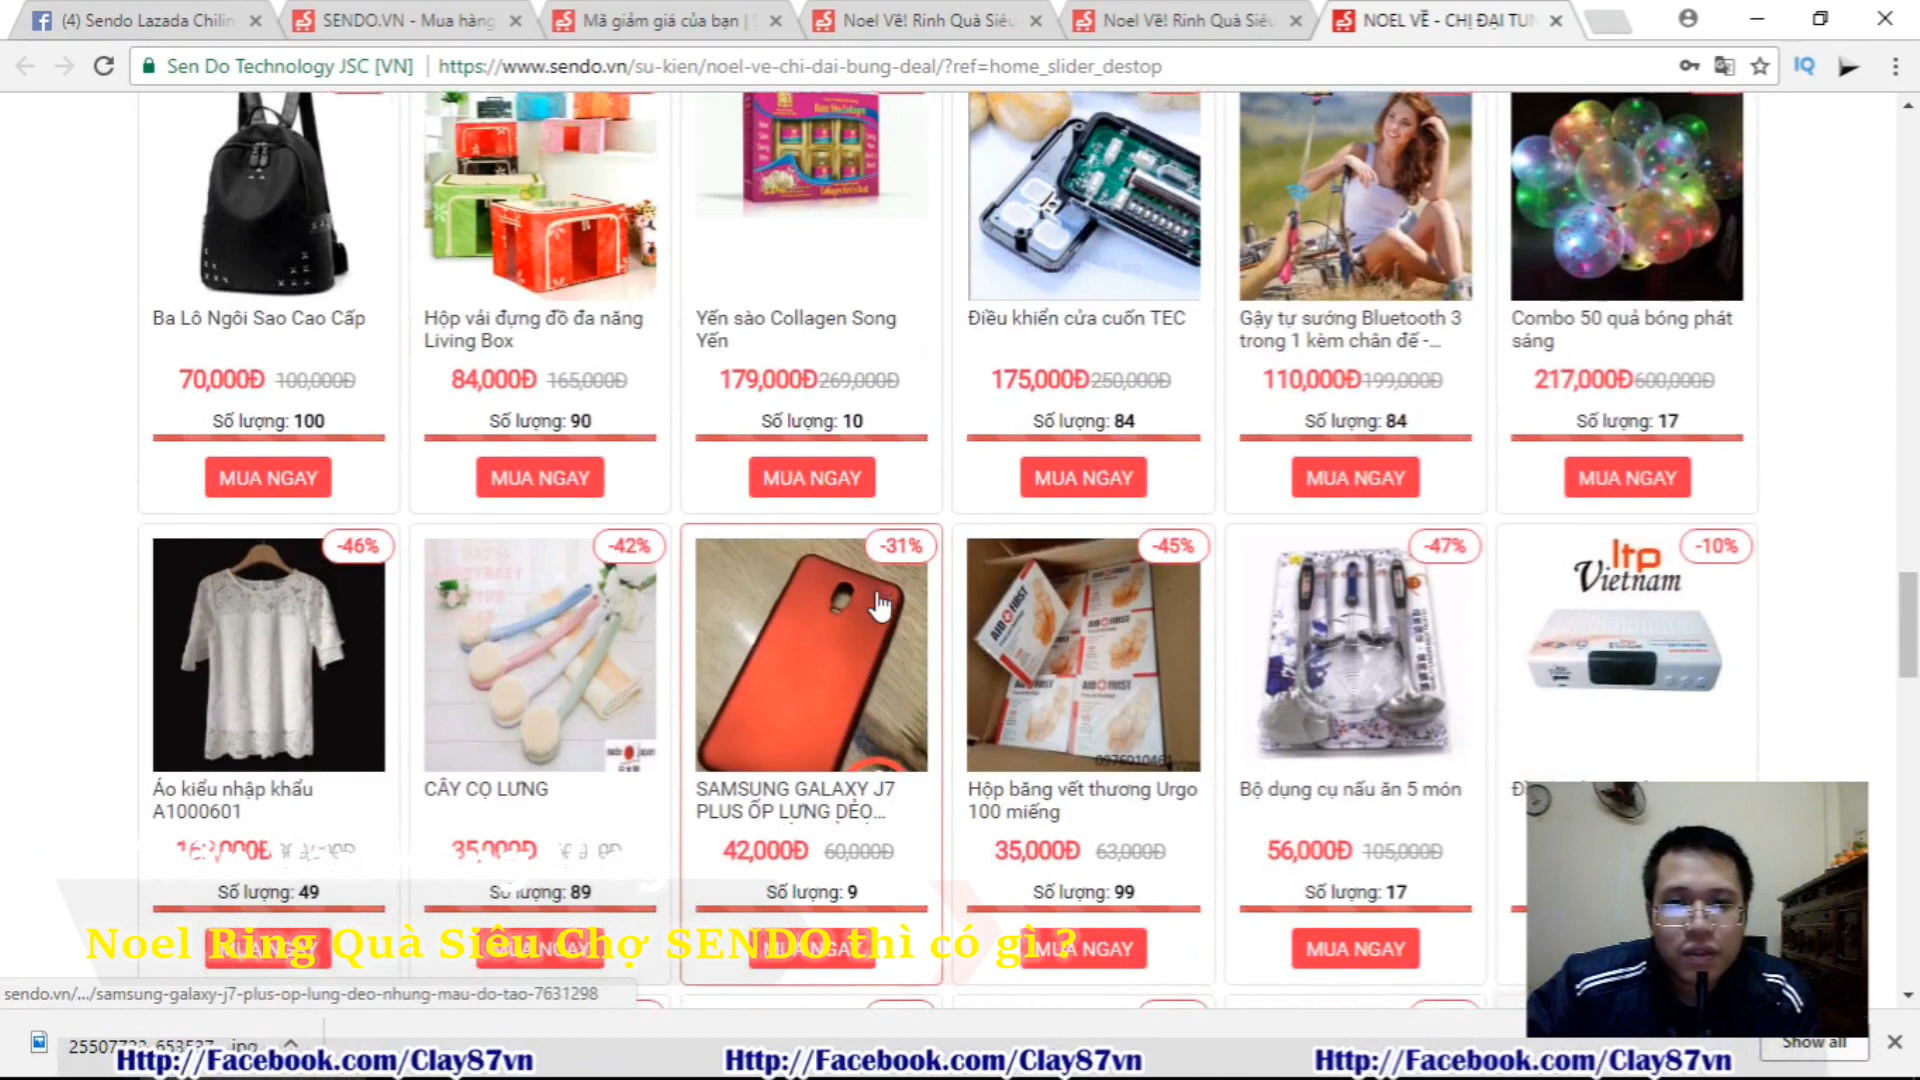 (4) Sendo Lazada Chilin
SENDO.VN - Mua hàng
Mã giảm giá của bạn | S
Noel Về! Rinh Quà Siêu
Noel Về! Rinh Quà Siêu
NOEL VỀ - CHỊ ĐẠI TUN
Sen Do Technology JSC [VN]
https://www.sendo.vn/su-kien/noel-ve-chi-dai-bung-deal/?ref=home_slider_destop
IQ
Ba Lô Ngôi Sao Cao Cấp
70,000Đ 100,000Đ
Số lượng: 100
MUA NGAY
Hộp vải đựng đồ đa năng
Living Box
84,000Đ 165,000Đ
Số lượng: 90
MUA NGAY
Yến sào Collagen Song
Yến
179,000Đ 269,000Đ
Số lượng: 10
MUA NGAY
Điều khiển cửa cuốn TEC
175,000Đ 250,000Đ
Số lượng: 84
MUA NGAY
Gậy tự sướng Bluetooth 3
trong 1 kèm chân đế -...
110,000Đ 199,000Đ
Số lượng: 84
MUA NGAY
Combo 50 quả bóng phát
sáng
217,000Đ 600,000Đ
Số lượng: 17
MUA NGAY
-46%
Áo kiểu nhập khẩu
A1000601
Số lượng: 49
-42%
CÂY CỌ LƯNG
35,000Đ
Số lượng: 89
-31%
SAMSUNG GALAXY J7
PLUS ỐP LƯNG DẺO...
42,000Đ 60,000Đ
Số lượng: 9
-45%
AID FIRST
AID FIRST
AID FIRST
AID FIRST
Hộp băng vết thương Urgo
100 miếng
35,000Đ 63,000Đ
Số lượng: 99
-47%
Bộ dụng cụ nấu ăn 5 món
56,000Đ 105,000Đ
Số lượng: 17
MUA NGAY
-10%
ltp
Vietnam
Noel Ring Quà Siêu Chợ SENDO thì có gì ?
sendo.vn/.../samsung-galaxy-j7-plus-op-lung-deo-nhung-mau-do-tao-7631298
Show all
Http://Facebook.com/Clay87vn
Http://Facebook.com/Clay87vn
Http://Facebook.com/Clay87vn